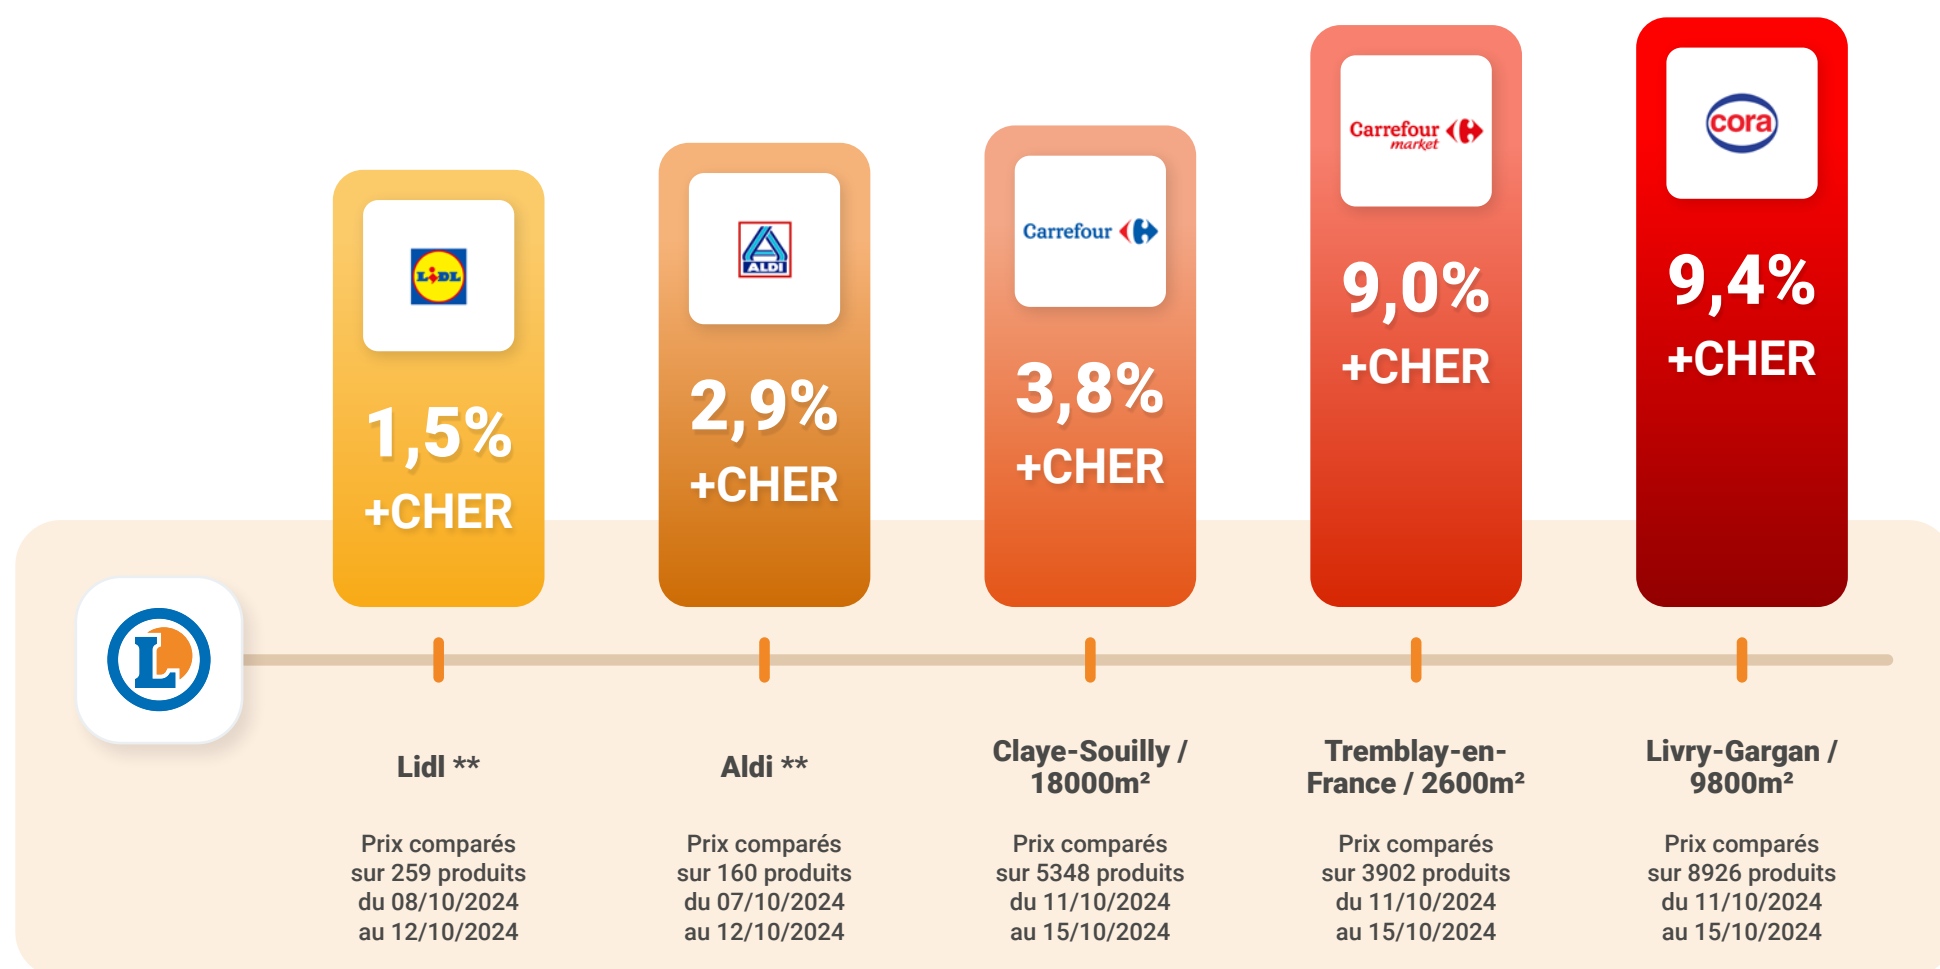 LiDL
1,5%
+CHER
ALDI
2,9%
+CHER
Carrefour
3,8%
+CHER
Carrefour
market
9,0%
+CHER
cora
9,4%
+CHER
L
Lidl **
Prix comparés
sur 259 produits
du 08/10/2024
au 12/10/2024
Aldi **
Prix comparés
sur 160 produits
du 07/10/2024
au 12/10/2024
Claye-Souilly /
18000m²
Prix comparés
sur 5348 produits
du 11/10/2024
au 15/10/2024
Tremblay-en-
France / 2600m²
Prix comparés
sur 3902 produits
du 11/10/2024
au 15/10/2024
Livry-Gargan /
9800m²
Prix comparés
sur 8926 produits
du 11/10/2024
au 15/10/2024